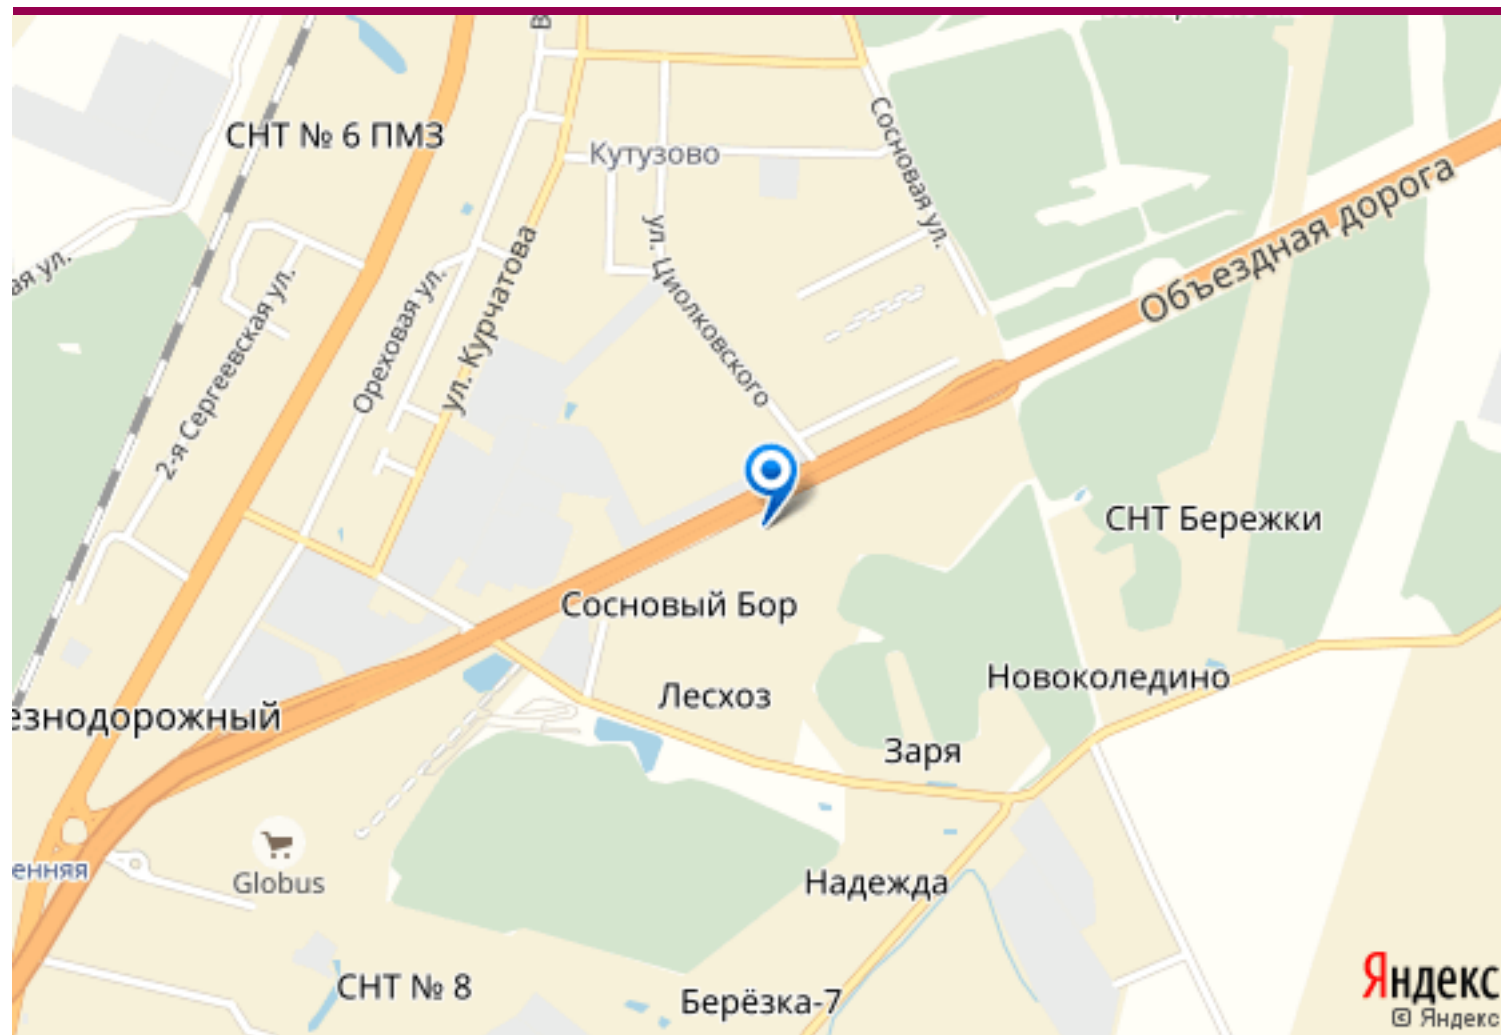 В
СНТ № 6 ПМЗ
Кутузово
Сосновая ул.
Объездная дорога
ая ул.
ул. Циолковского
ул. Курчатова
Ореховая ул.
2-я Сергеевская ул.
СНТ Бережки
Сосновый Бор
Новоколедино
Лесхоз
езнодорожный
Заря
енняя
Globus
Надежда
СНТ № 8
Берёзка-7
Яндекс
© Яндекс